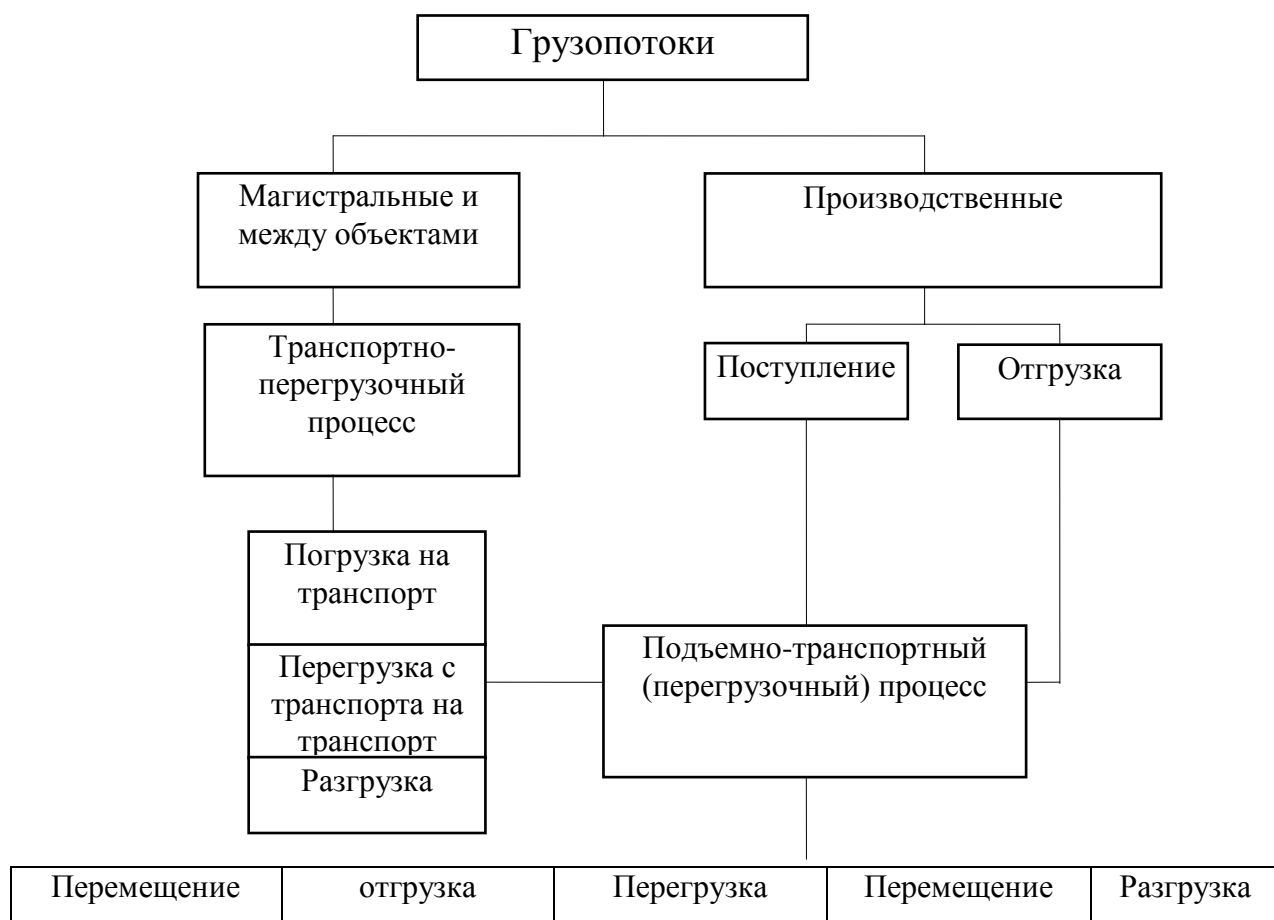 Грузопотоки
Магистральные и
между объектами
Производственные
Транспортно-
перегрузочный
процесс
Поступление
Отгрузка
Погрузка на
транспорт
Перегрузка с
транспорта на
транспорт
Разгрузка
Подъемно-транспортный
(перегрузочный) процесс
Перемещение
отгрузка
Перегрузка
Перемещение
Разгрузка